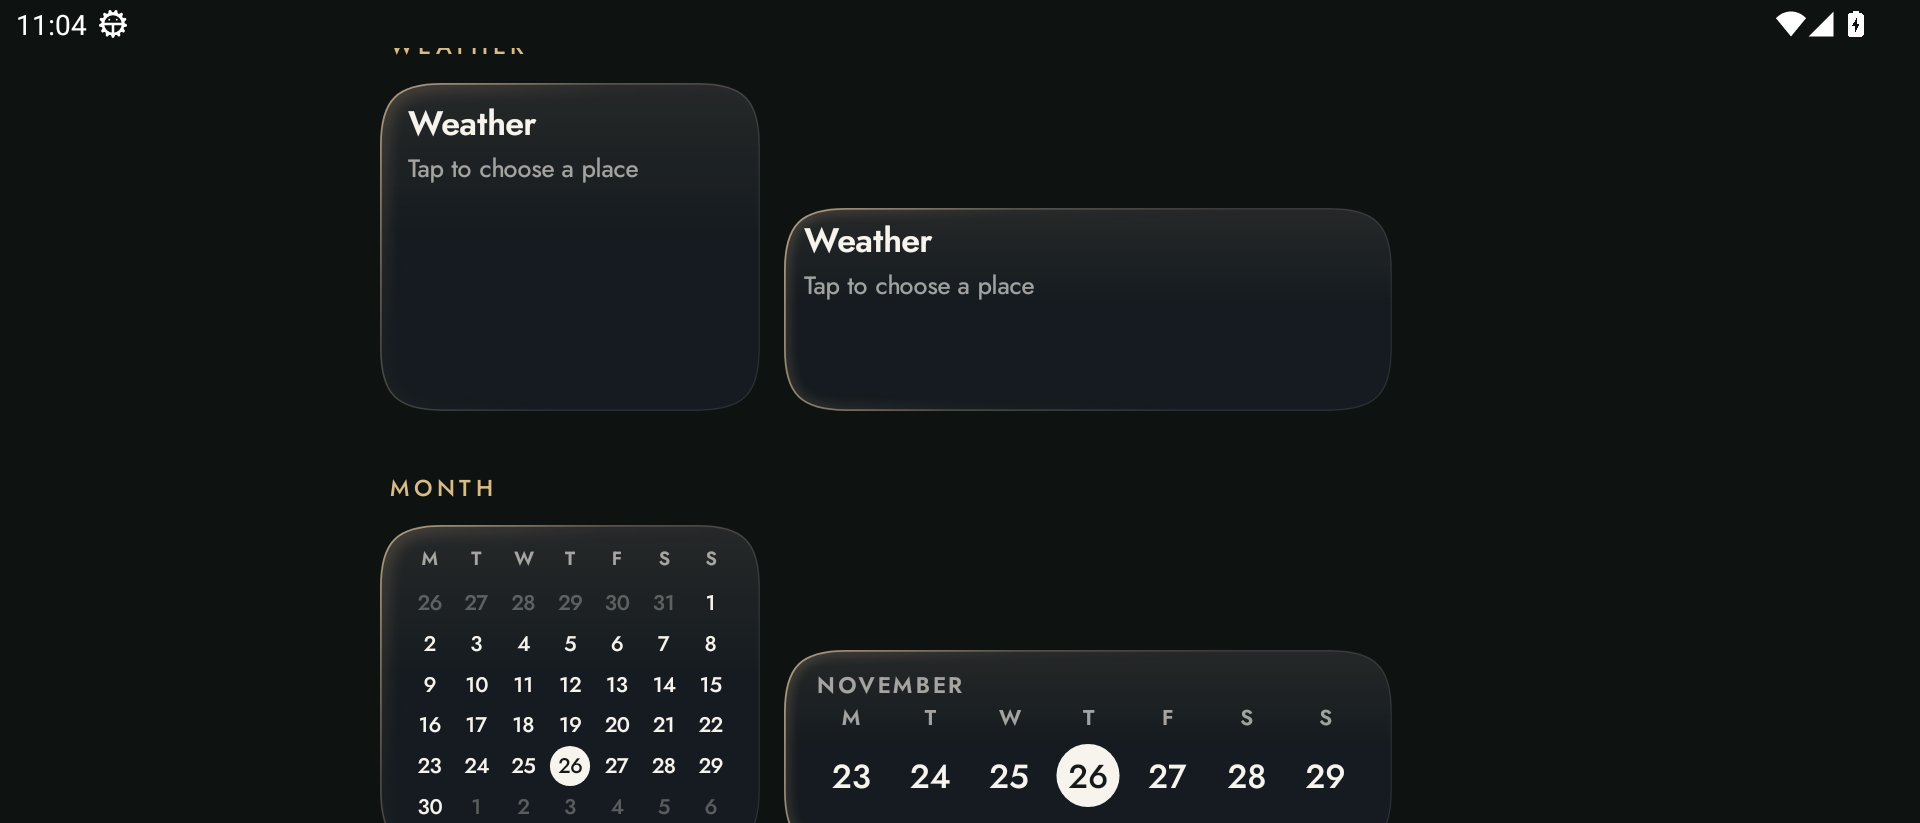 11:04
WEATHER
Weather
Tap to choose a place
Weather
Tap to choose a place
MONTH
M T W T F S S
26 27 28 29 30 31 1
2 3 4 5 6 7 8
9 10 11 12 13 14 15
16 17 18 19 20 21 22
23 24 25 26 27 28 29
30 1 2 3 4 5 6
NOVEMBER
M T W T F S S
23 24 25 26 27 28 29